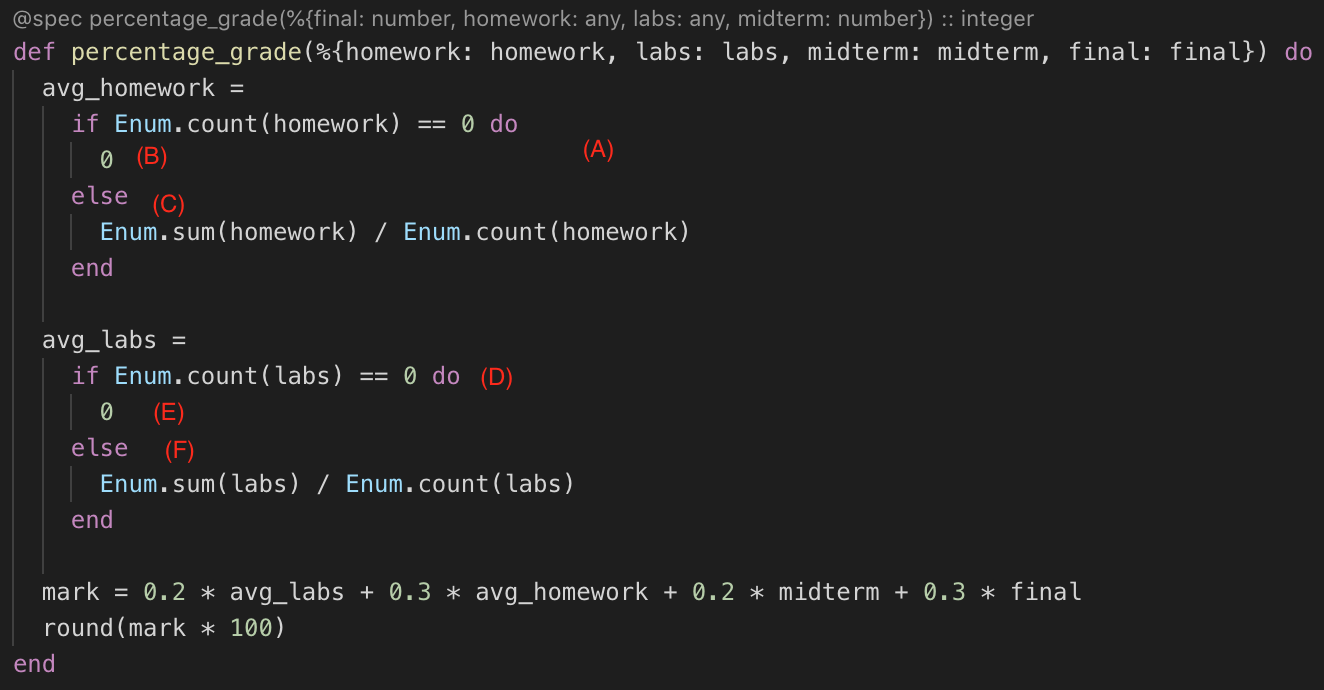 @spec percentage_grade(%{final: number, homework: any, labs: any, midterm: number}) :: integer
def percentage_grade(%{homework: homework, labs: labs, midterm: midterm, final: final}) do
avg_homework =
if Enum.count(homework) == 0 do
(A)
0 (B)
else (C)
Enum.sum(homework) / Enum.count(homework)
end
avg_labs =
if Enum.count(labs) == 0 do (D)
0 (E)
else (F)
Enum.sum(labs) / Enum.count(labs)
end
mark = 0.2 * avg_labs + 0.3 * avg_homework + 0.2 * midterm + 0.3 * final
round(mark * 100)
end